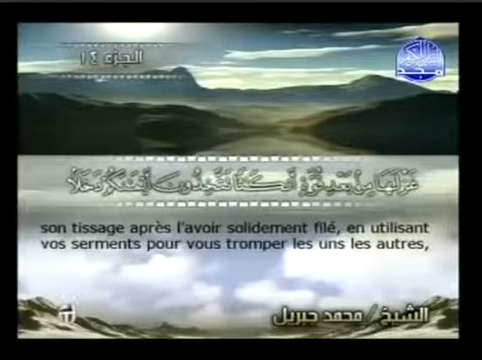 الجزء ١٤
المجد
غَزْلَهَا مِنْ بَعْدِ قُوَّةٍ أَنكَاثًا تَتَّخِذُونَ أَيْمَانَكُمْ دَخَلًا
son tissage après l'avoir solidement filé, en utilisant
vos serments pour vous tromper les uns les autres,
الشيخ / محمد جبريل